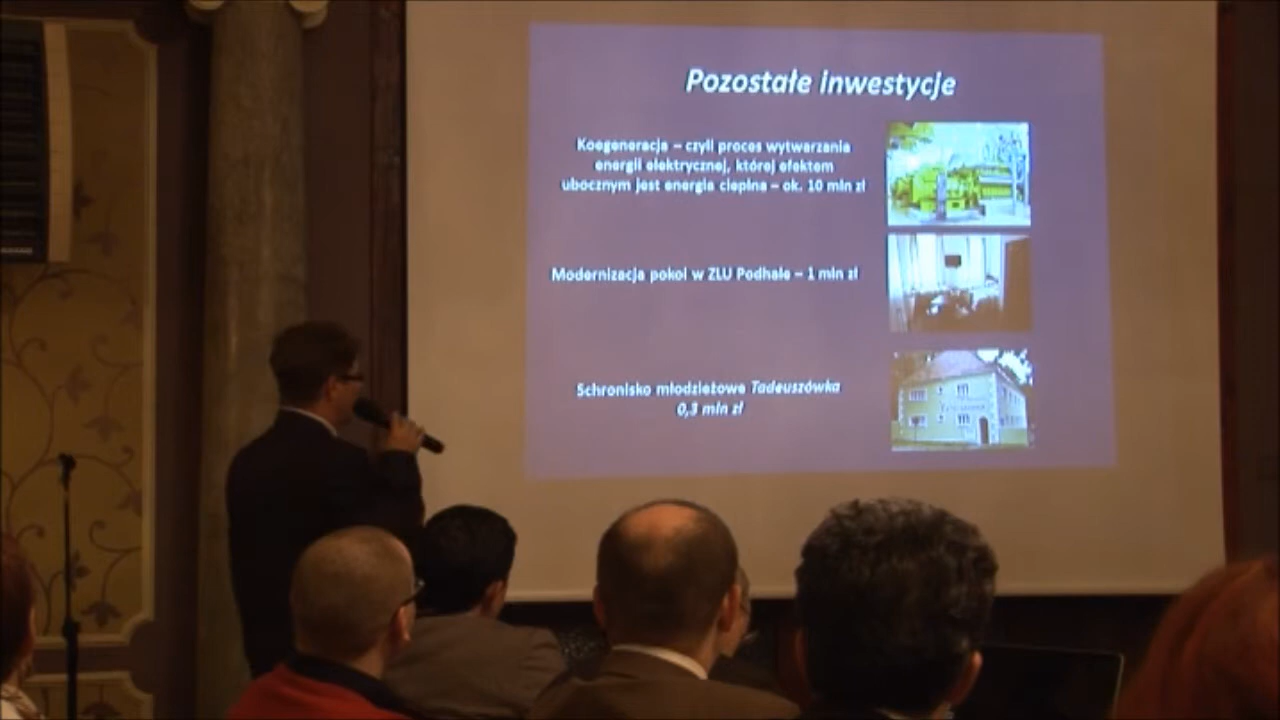 Pozostałe inwestycje
Koegeneracja – czyli proces wytwarzania
energii elektrycznej, której efektem
ubocznym jest energia cieplna – ok. 10 mln zł
Modernizacja pokoi w ZLU Podhale – 1 mln zł
Schronisko młodzieżowe Tadeuszówka
0,3 mln zł